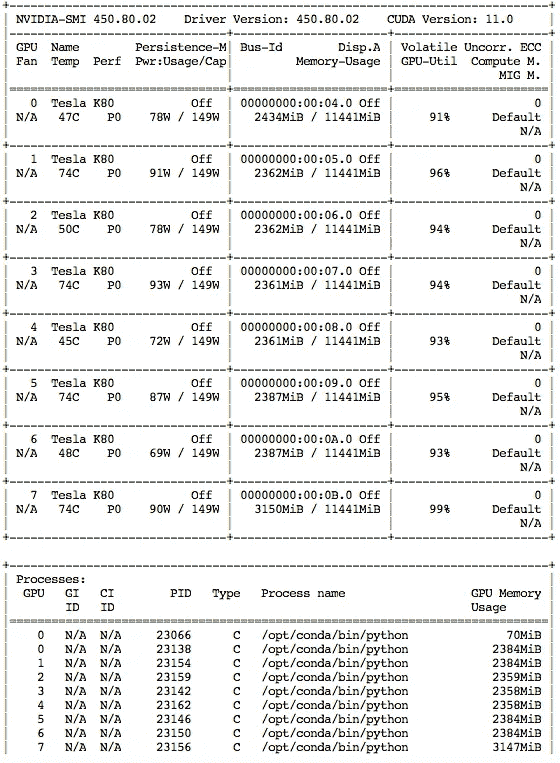 NVIDIA-SMI 450.80.02 Driver Version: 450.80.02 CUDA Version: 11.0
GPU Name Persistence-M Bus-Id Disp.A Volatile Uncorr. ECC
Fan Temp Perf Pwr:Usage/Cap Memory-Usage GPU-Util Compute M.
MIG M.
0 Tesla K80 Off 00000000:00:04.0 Off 0
N/A 47C P0 78W / 149W 2434MiB / 11441MiB 91% Default
N/A
1 Tesla K80 Off 00000000:00:05.0 Off 0
N/A 74C P0 91W / 149W 2362MiB / 11441MiB 96% Default
N/A
2 Tesla K80 Off 00000000:00:06.0 Off 0
N/A 50C P0 78W / 149W 2362MiB / 11441MiB 94% Default
N/A
3 Tesla K80 Off 00000000:00:07.0 Off 0
N/A 74C P0 93W / 149W 2361MiB / 11441MiB 94% Default
N/A
4 Tesla K80 Off 00000000:00:08.0 Off 0
N/A 45C P0 72W / 149W 2361MiB / 11441MiB 93% Default
N/A
5 Tesla K80 Off 00000000:00:09.0 Off 0
N/A 74C P0 87W / 149W 2387MiB / 11441MiB 95% Default
N/A
6 Tesla K80 Off 00000000:00:0A.0 Off 0
N/A 48C P0 69W / 149W 2387MiB / 11441MiB 93% Default
N/A
7 Tesla K80 Off 00000000:00:0B.0 Off 0
N/A 74C P0 90W / 149W 3150MiB / 11441MiB 99% Default
N/A
Processes:
GPU GI CI PID Type Process name GPU Memory
ID ID Usage
0 N/A N/A 23066 C /opt/conda/bin/python 70MiB
0 N/A N/A 23138 C /opt/conda/bin/python 2384MiB
1 N/A N/A 23154 C /opt/conda/bin/python 2384MiB
2 N/A N/A 23159 C /opt/conda/bin/python 2359MiB
3 N/A N/A 23142 C /opt/conda/bin/python 2358MiB
4 N/A N/A 23162 C /opt/conda/bin/python 2358MiB
5 N/A N/A 23146 C /opt/conda/bin/python 2384MiB
6 N/A N/A 23150 C /opt/conda/bin/python 2384MiB
7 N/A N/A 23156 C /opt/conda/bin/python 3147MiB